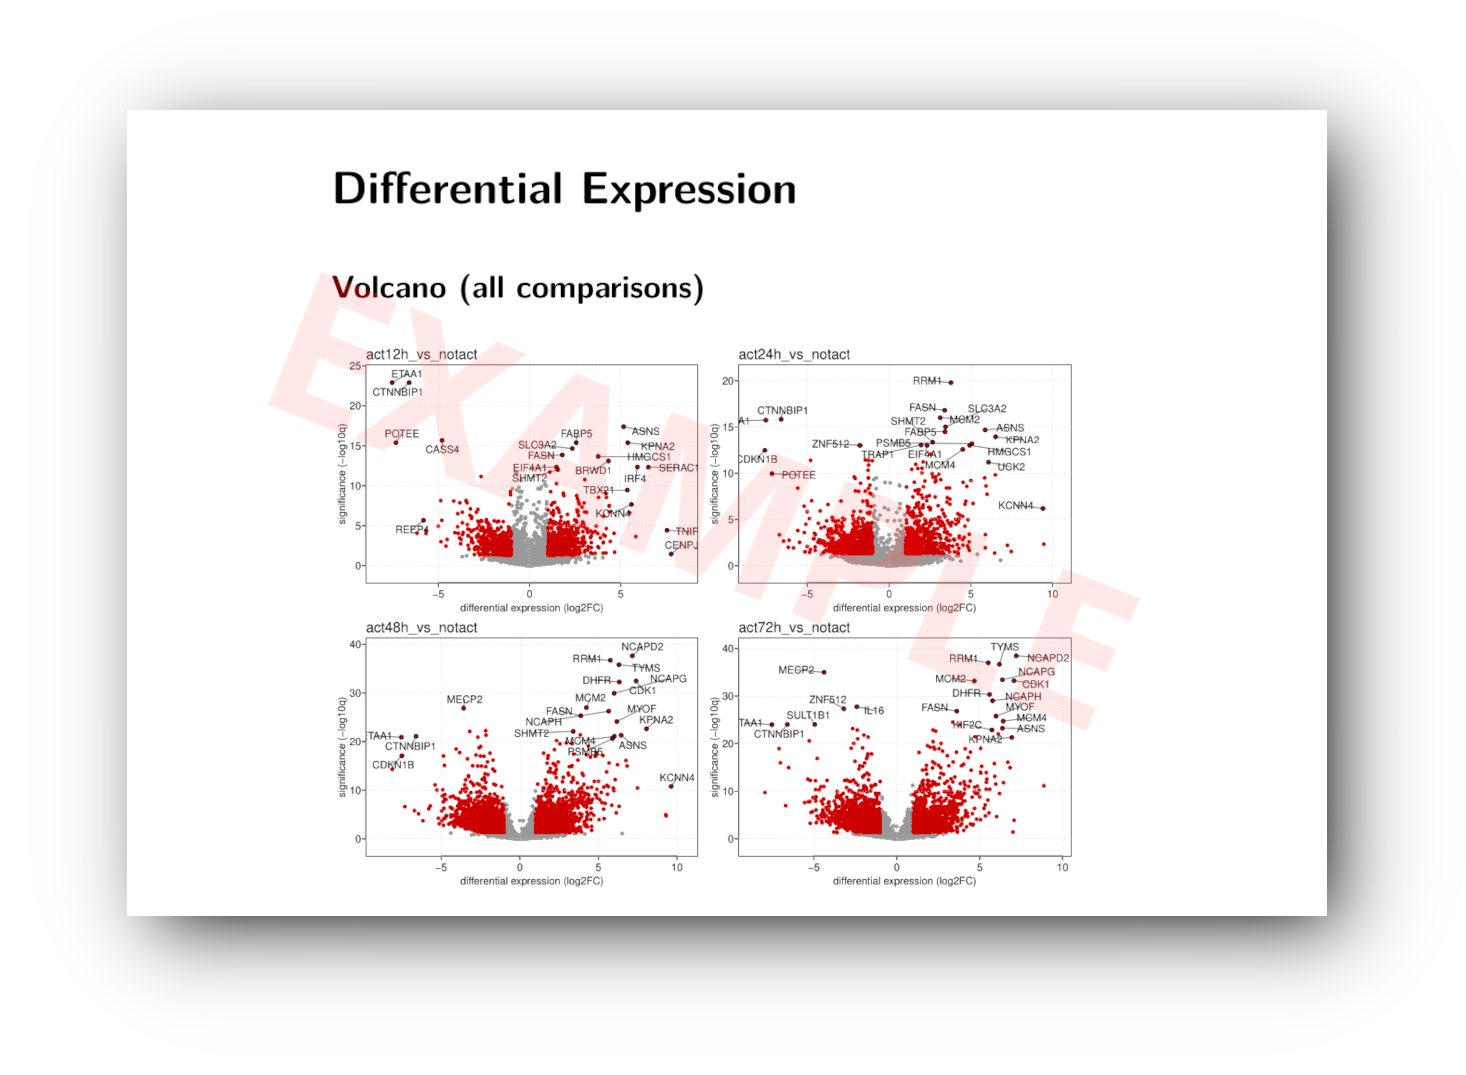 Differential Expression
Volcano (all comparisons)
EXAMPLE
act12h_vs_notact
25
20
15
10
5
0
significance (−log10q)
ETAA1
CTNNBIP1
POTEE
CASS4
REEP4
FABP5
SLC3A2
FASN
EIF4A1
SHMT2
ASNS
KPNA2
HMGCS1
BRWD1
SERAC1
IRF4
TBX21
KCNN4
TNIP
CENPJ
−5 0 5
differential expression (log2FC)
act24h_vs_notact
20
15
10
5
0
significance (−log10q)
RRM1
CTNNBIP1
A1
FASN
SLC3A2
SHMT2
MCM2
FABP5
ASNS
ZNF512
PSMB5
KPNA2
TRAP1
EIF4A1
HMGCS1
CDKN1B
MCM4
UCK2
POTEE
KCNN4
−5 0 5 10
differential expression (log2FC)
act48h_vs_notact
40
30
20
10
0
significance (−log10q)
NCAPD2
RRM1
TYMS
DHFR
NCAPG
CDK1
MECP2
MCM2
FASN
MYOF
NCAPH
KPNA2
SHMT2
TAA1
MCM4
CTNNBIP1
ASNS
PSMB5
CDKN1B
KCNN4
−5 0 5 10
differential expression (log2FC)
act72h_vs_notact
40
30
20
10
0
significance (−log10q)
TYMS
RRM1
NCAPD2
MECP2
NCAPG
MCM2
CDK1
DHFR
NCAPH
ZNF512
FASN
MYOF
IL16
SULT1B1
MCM4
TAA1
KIF2C
ASNS
CTNNBIP1
KPNA2
−5 0 5 10
differential expression (log2FC)